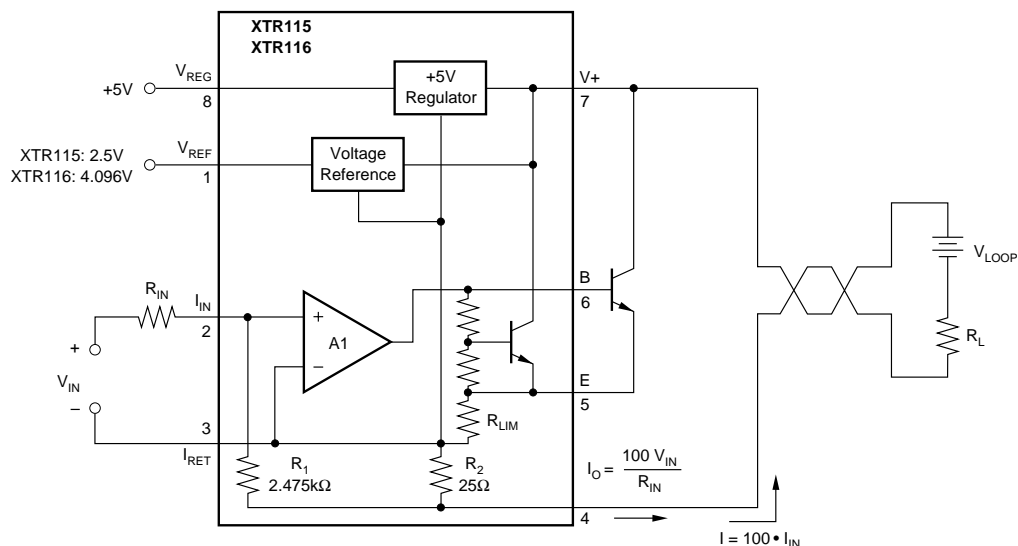 XTR115
XTR116
V_REG
+5V
8
+5V
Regulator
V+
7
XTR115: 2.5V
XTR116: 4.096V
V_REF
1
Voltage
Reference
V_LOOP
R_L
R_IN
I_IN
2
+
A1
−
B
6
+
V_IN
−
E
5
R_LIM
3
I_RET
R_1
2.475kΩ
R_2
25Ω
I_O = 100 V_IN / R_IN
4
I = 100 • I_IN